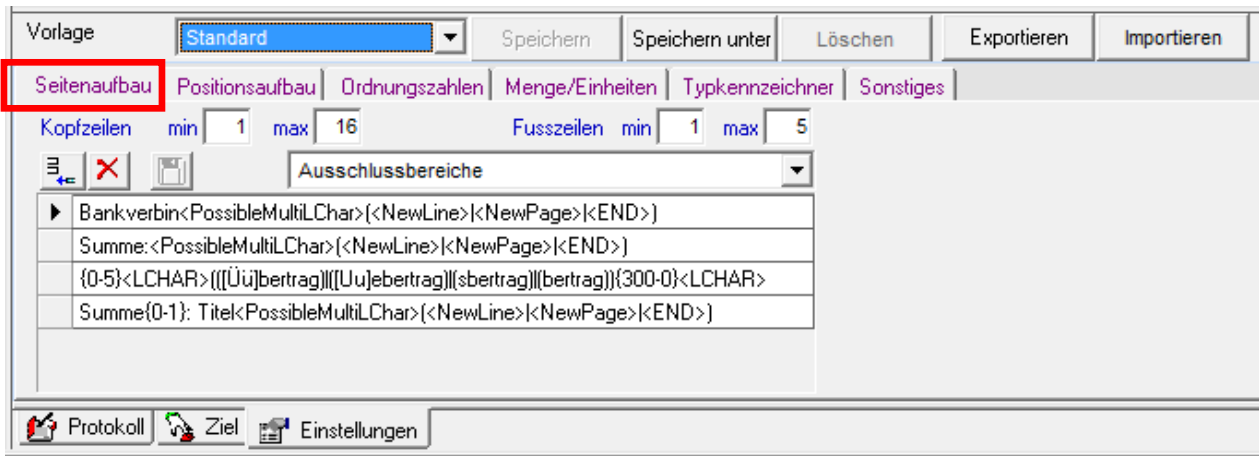 Vorlage Standard Speichern Speichern unter Löschen Exportieren Importieren
Seitenaufbau Positionsaufbau Ordnungszahlen Menge/Einheiten Typkennzeichner Sonstiges
Kopfzeilen min 1 max 16 Fusszeilen min 1 max 5
Ausschlussbereiche
Bankverbin<PossibleMultiLChar>(<NewLine>|<NewPage>|<END>)
Summe:<PossibleMultiLChar>(<NewLine>|<NewPage>|<END>)
{0-5}<LCHAR>(([Üü]bertrag)|([Uu]ebertrag)|(sbertrag)|(bertrag)){300-0}<LCHAR>
Summe{0-1}: Titel<PossibleMultiLChar>(<NewLine>|<NewPage>|<END>)
Protokoll Ziel Einstellungen